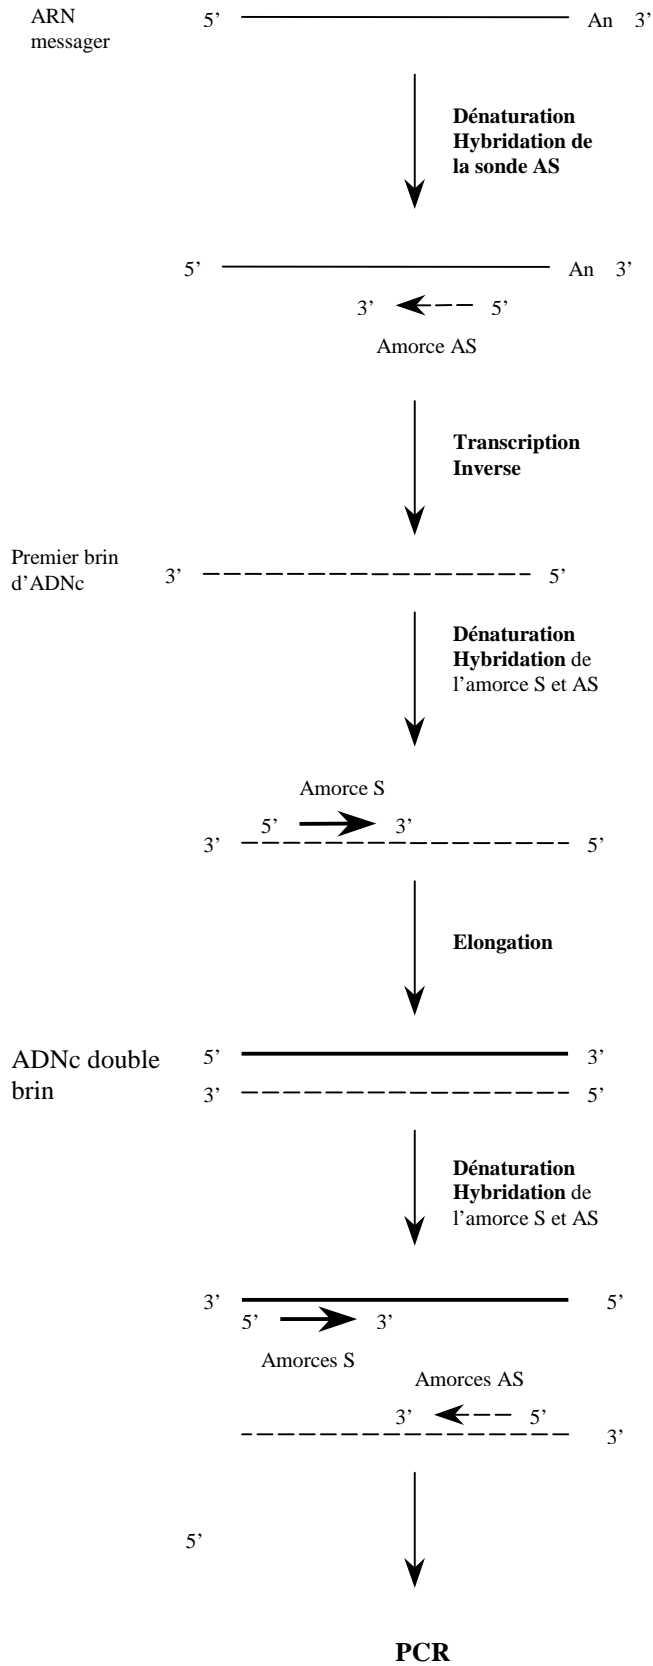 ARN
messager
5’ An 3’
Dénaturation
Hybridation de
la sonde AS
5’ An 3’
3’ 5’
Amorce AS
Transcription
Inverse
Premier brin
d’ADNc
3’ 5’
Dénaturation
Hybridation de
l’amorce S et AS
Amorce S
5’ 3’
3’ 5’
Elongation
ADNc double
brin
5’ 3’
3’ 5’
Dénaturation
Hybridation de
l’amorce S et AS
3’ 5’
5’ 3’
Amorces S
Amorces AS
3’ 5’
3’
5’
PCR